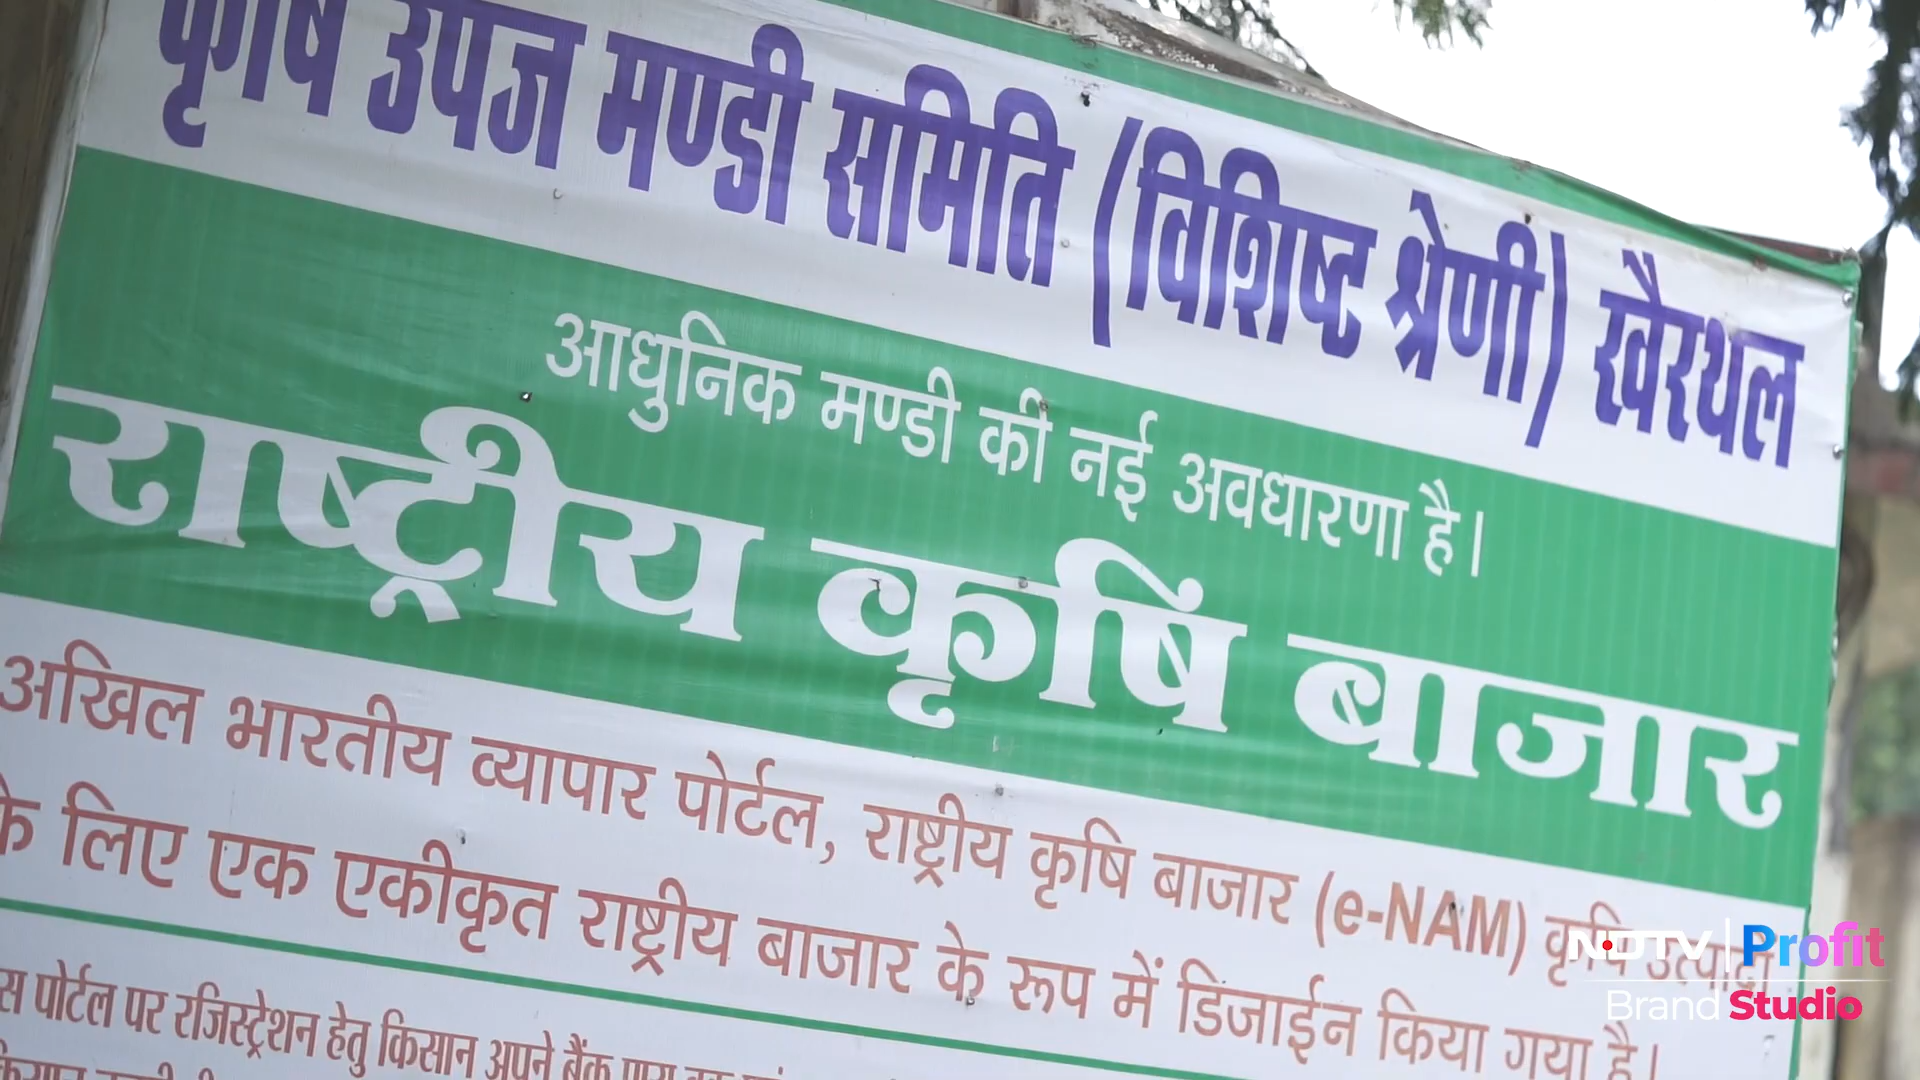 कृषि उपज मण्डी समिति (विशिष्ट श्रेणी) खैरथल
आधुनिक मण्डी की नई अवधारणा है।
राष्ट्रीय कृषि बाजार
अखिल भारतीय व्यापार पोर्टल, राष्ट्रीय कृषि बाजार (e-NAM) कृषि
के लिए एक एकीकृत राष्ट्रीय बाजार के रूप में डिजाईन किया गया है।
पोर्टल पर रजिस्ट्रेशन हेतु किसान अपने बैंक
NDTV Profit
Brand Studio